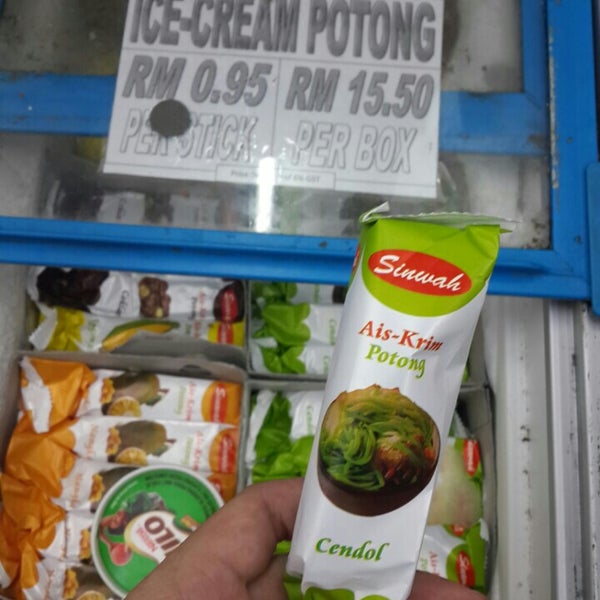 ICE-CREAM POTONG
RM 0.95 RM 15.50
PER STICK PER BOX
Sinwah
Ais-Krim
Potong
Cendol